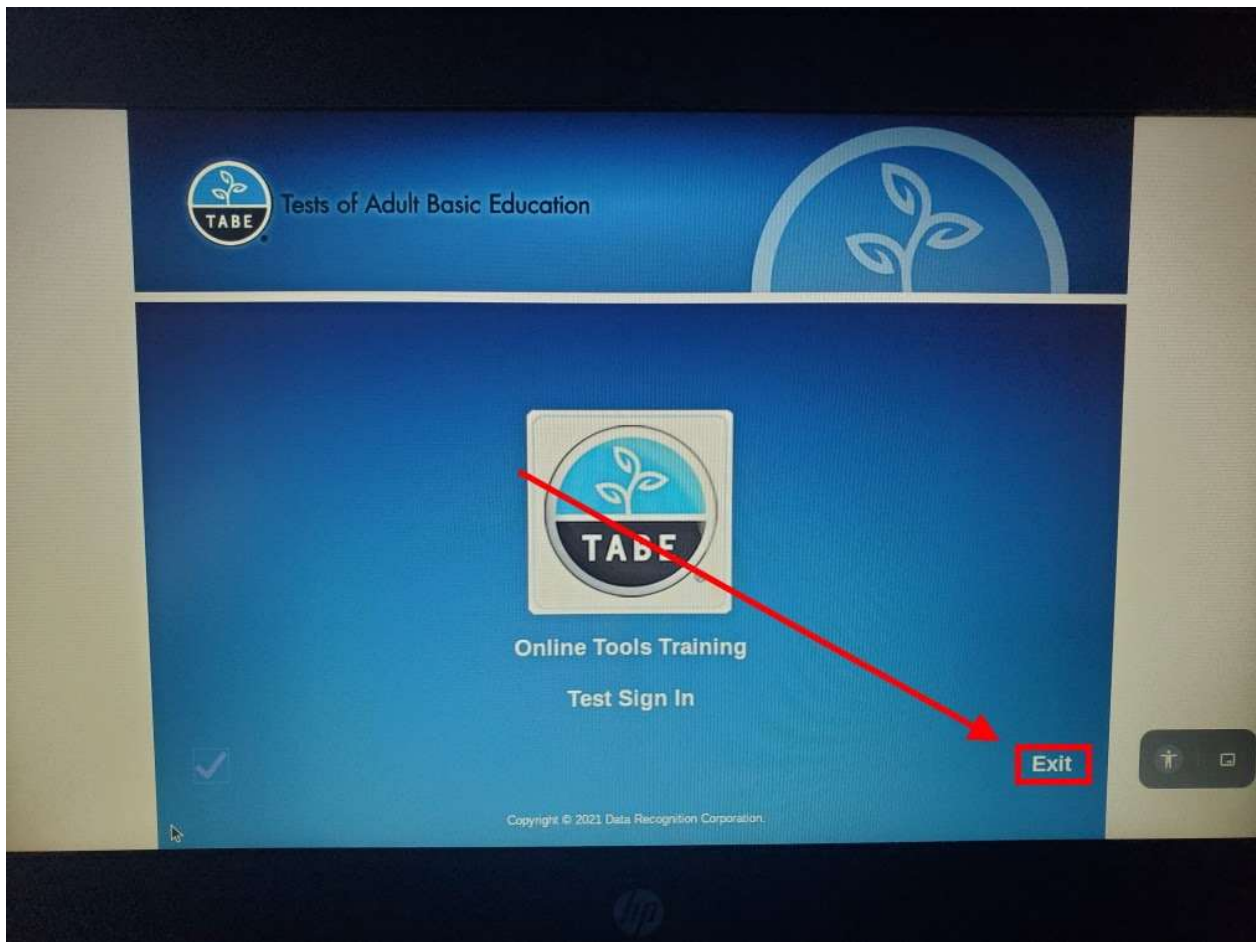 TABE
Tests of Adult Basic Education
TABE
Online Tools Training
Test Sign In
Exit
Copyright © 2021 Data Recognition Corporation.
hp